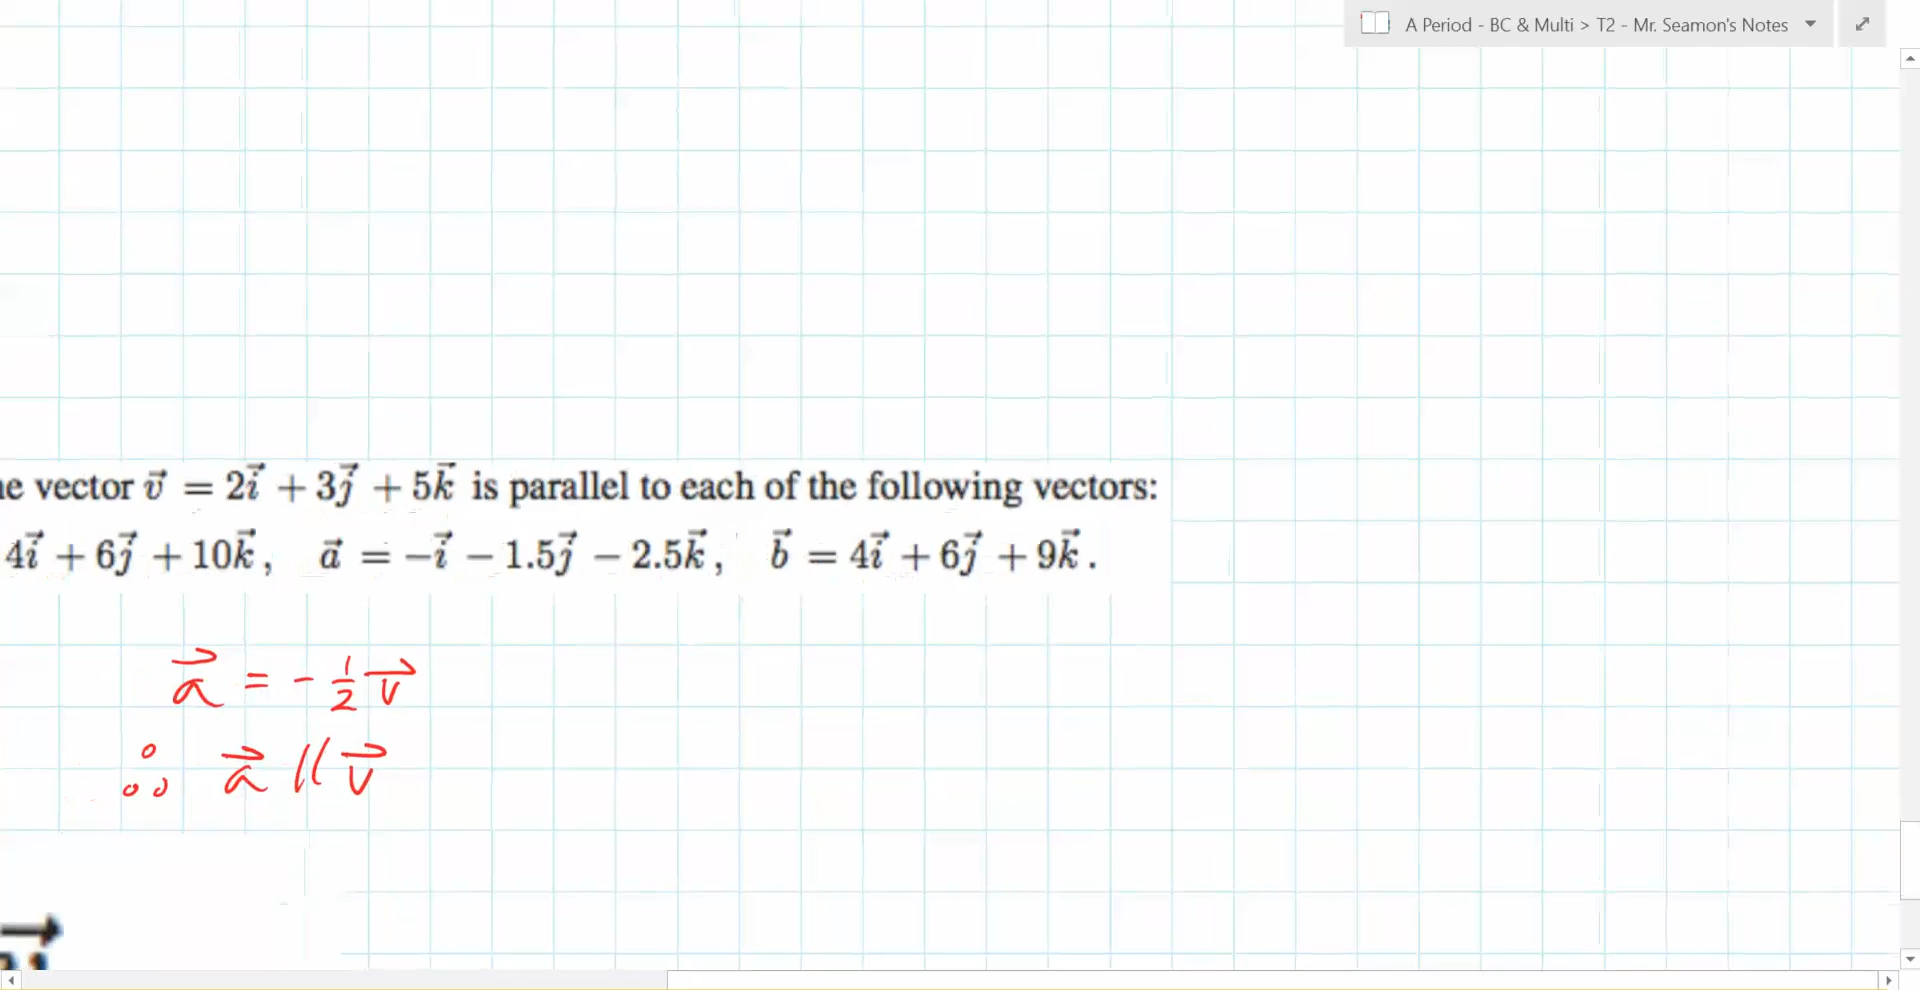 A Period - BC & Multi > T2 - Mr. Seamon's Notes
vector v⃗ = 2i⃗ + 3j⃗ + 5k⃗ is parallel to each of the following vectors:
4i⃗ + 6j⃗ + 10k⃗, a⃗ = −i⃗ − 1.5j⃗ − 2.5k⃗, b⃗ = 4i⃗ + 6j⃗ + 9k⃗.
a⃗ = - ½ v⃗
∴ a⃗ // v⃗